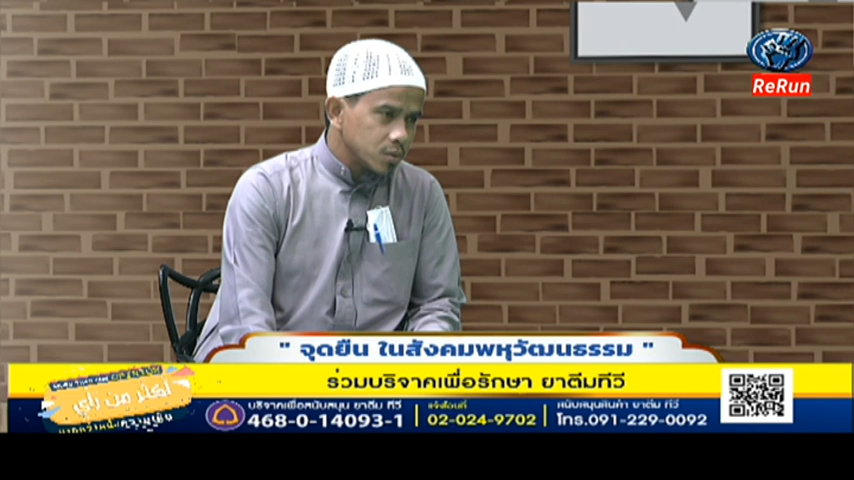 ReRun
" จุดยืน ในสังคมพหุวัฒนธรรม "
ร่วมบริจาคเพื่อรักษา ยาตีมทีวี
أكثر من رأي
บริจาคเพื่อสนับสนุน ยาตีม ทีวี
468-0-14093-1
แจ้งโอนที่
02-024-9702
สนับสนุนสินค้า ยาตีม ทีวี
โทร.091-229-0092